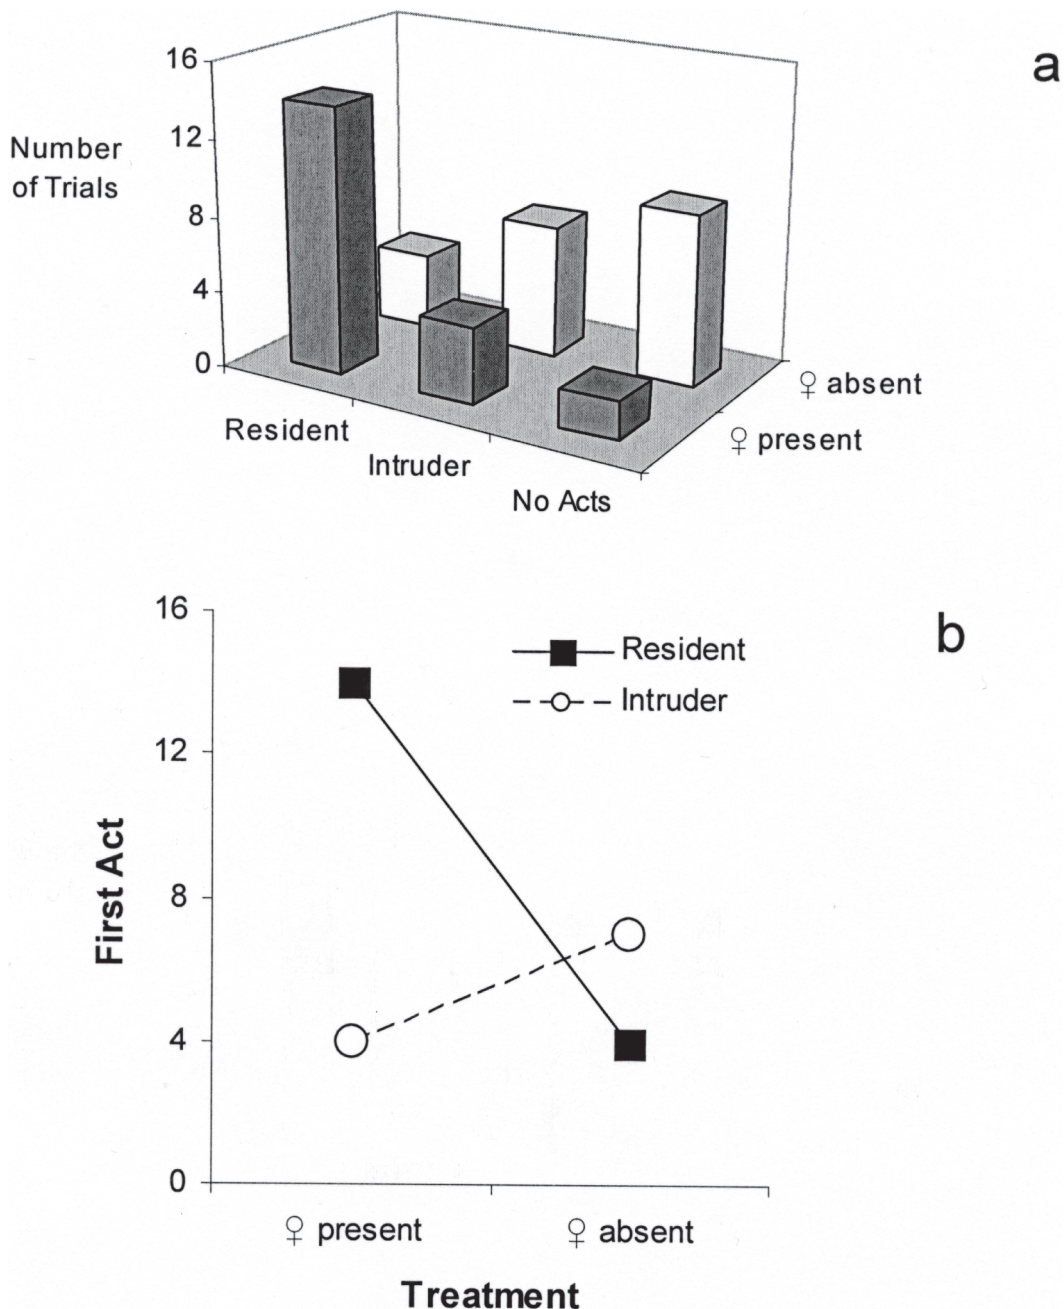 a
16
12
Number
of Trials
8
4
0
♀ absent
♀ present
Resident
Intruder
No Acts
b
16
Resident
Intruder
12
First Act
8
4
0
♀ present
♀ absent
Treatment